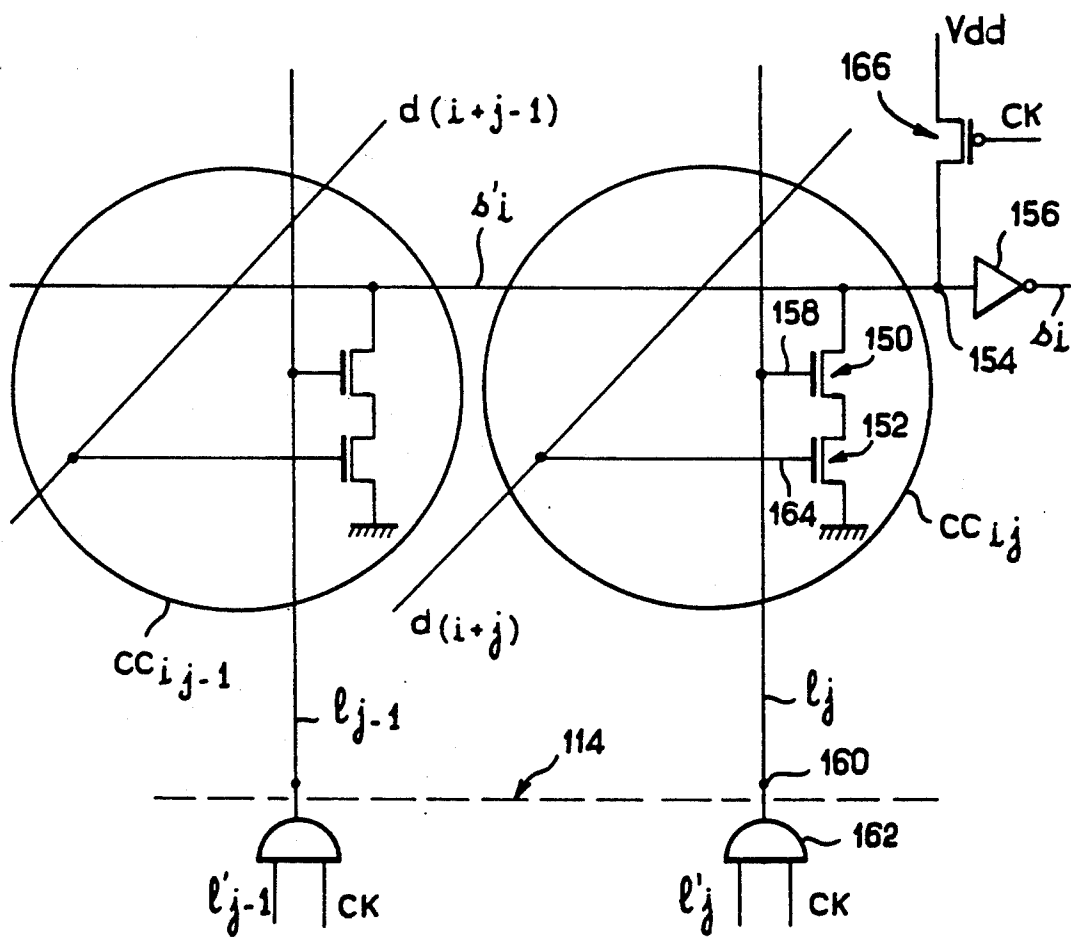 Vdd
166
CK
d(i+j-1)
s'i
156
158
150
154
si
152
164
CCij
d(i+j)
CCi j-1
lj-1
lj
114
160
162
l'j-1
CK
l'j
CK